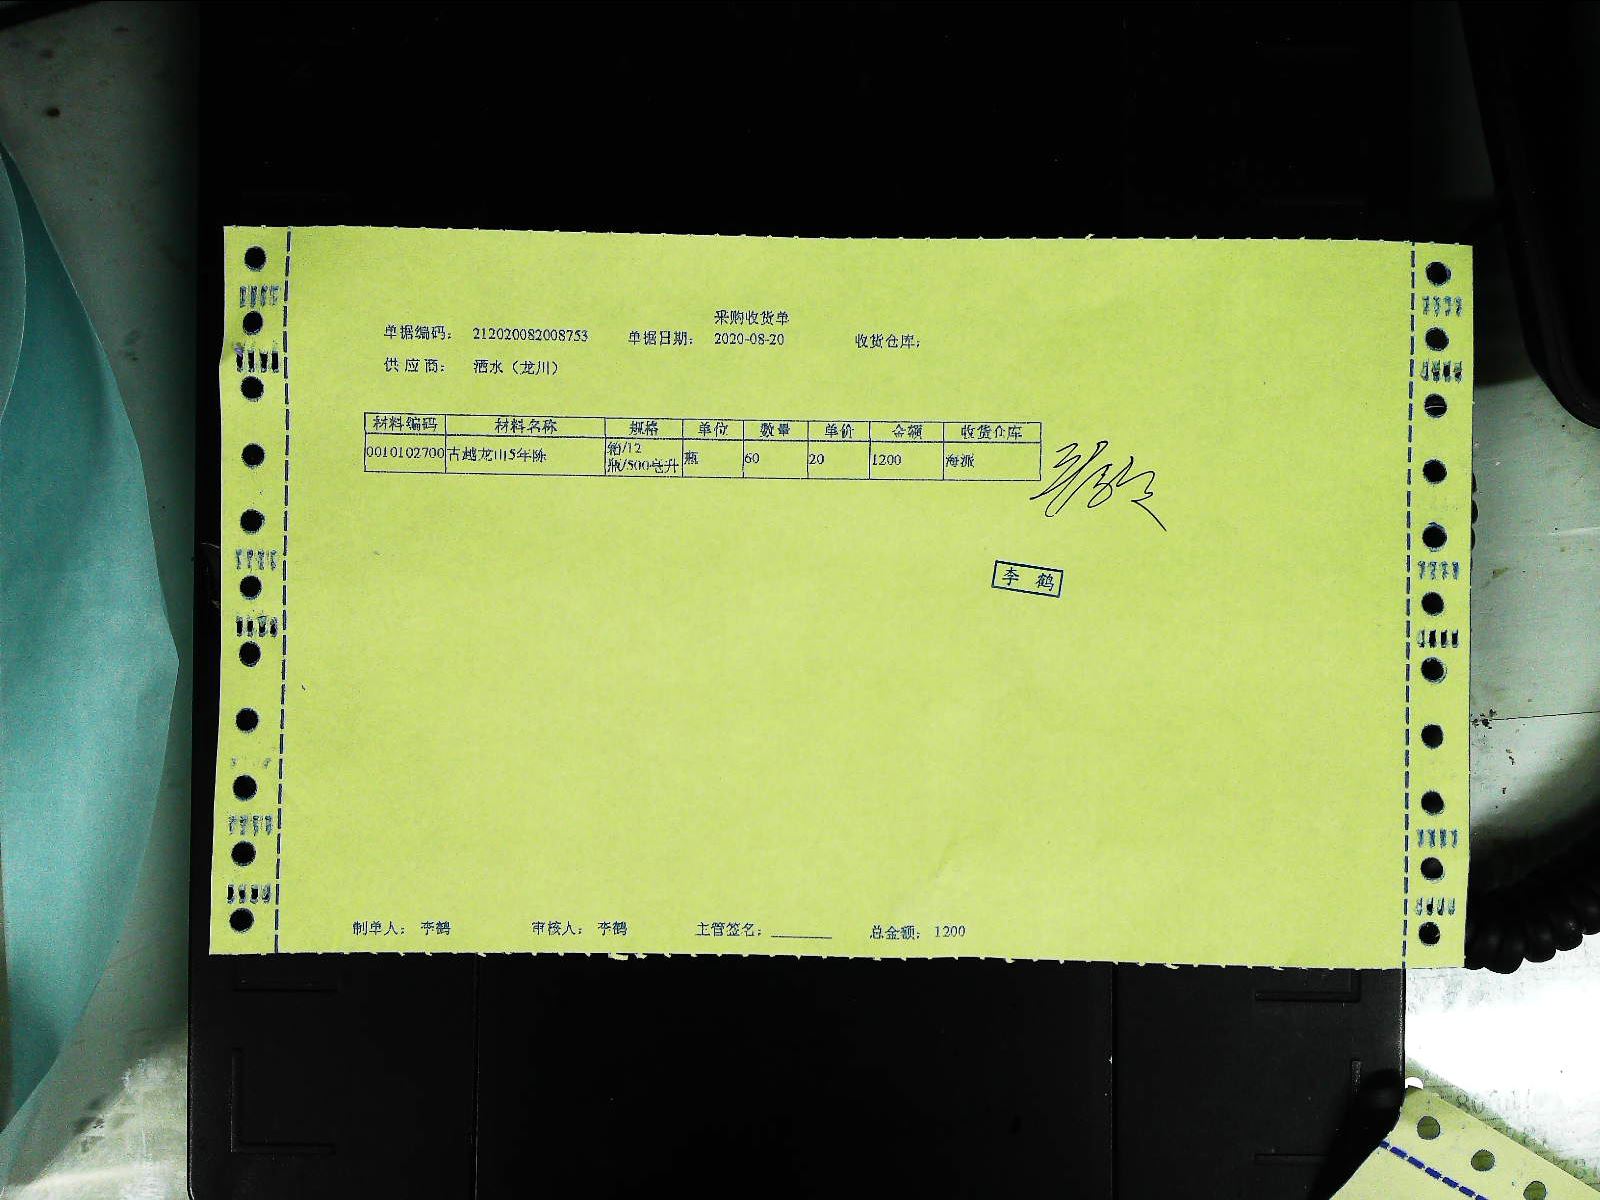 采购收货单
单据编码： 212020082008753 单据日期： 2020-08-20 收货仓库：
供 应 商： 酒水（龙川）
材料编码 材料名称 规格 单位 数量 单价 金额 收货仓库
0010102700 古越龙山5年陈 箱/12瓶/500毫升 瓶 60 20 1200 海派
李 鹤
制单人： 李鹤 审核人： 李鹤 主管签名：________ 总金额： 1200